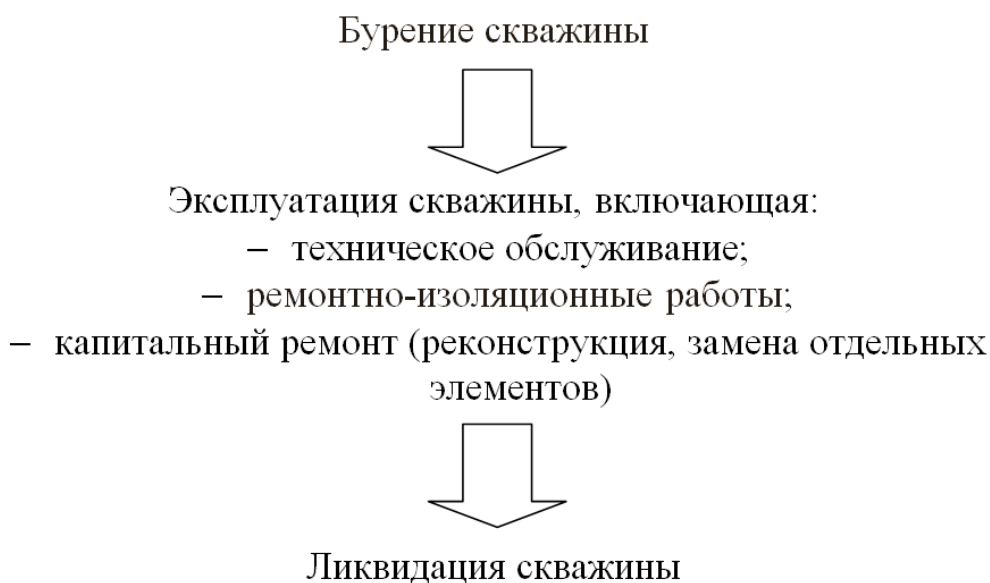 Бурение скважины
Эксплуатация скважины, включающая:
– техническое обслуживание;
– ремонтно-изоляционные работы;
– капитальный ремонт (реконструкция, замена отдельных
элементов)
Ликвидация скважины